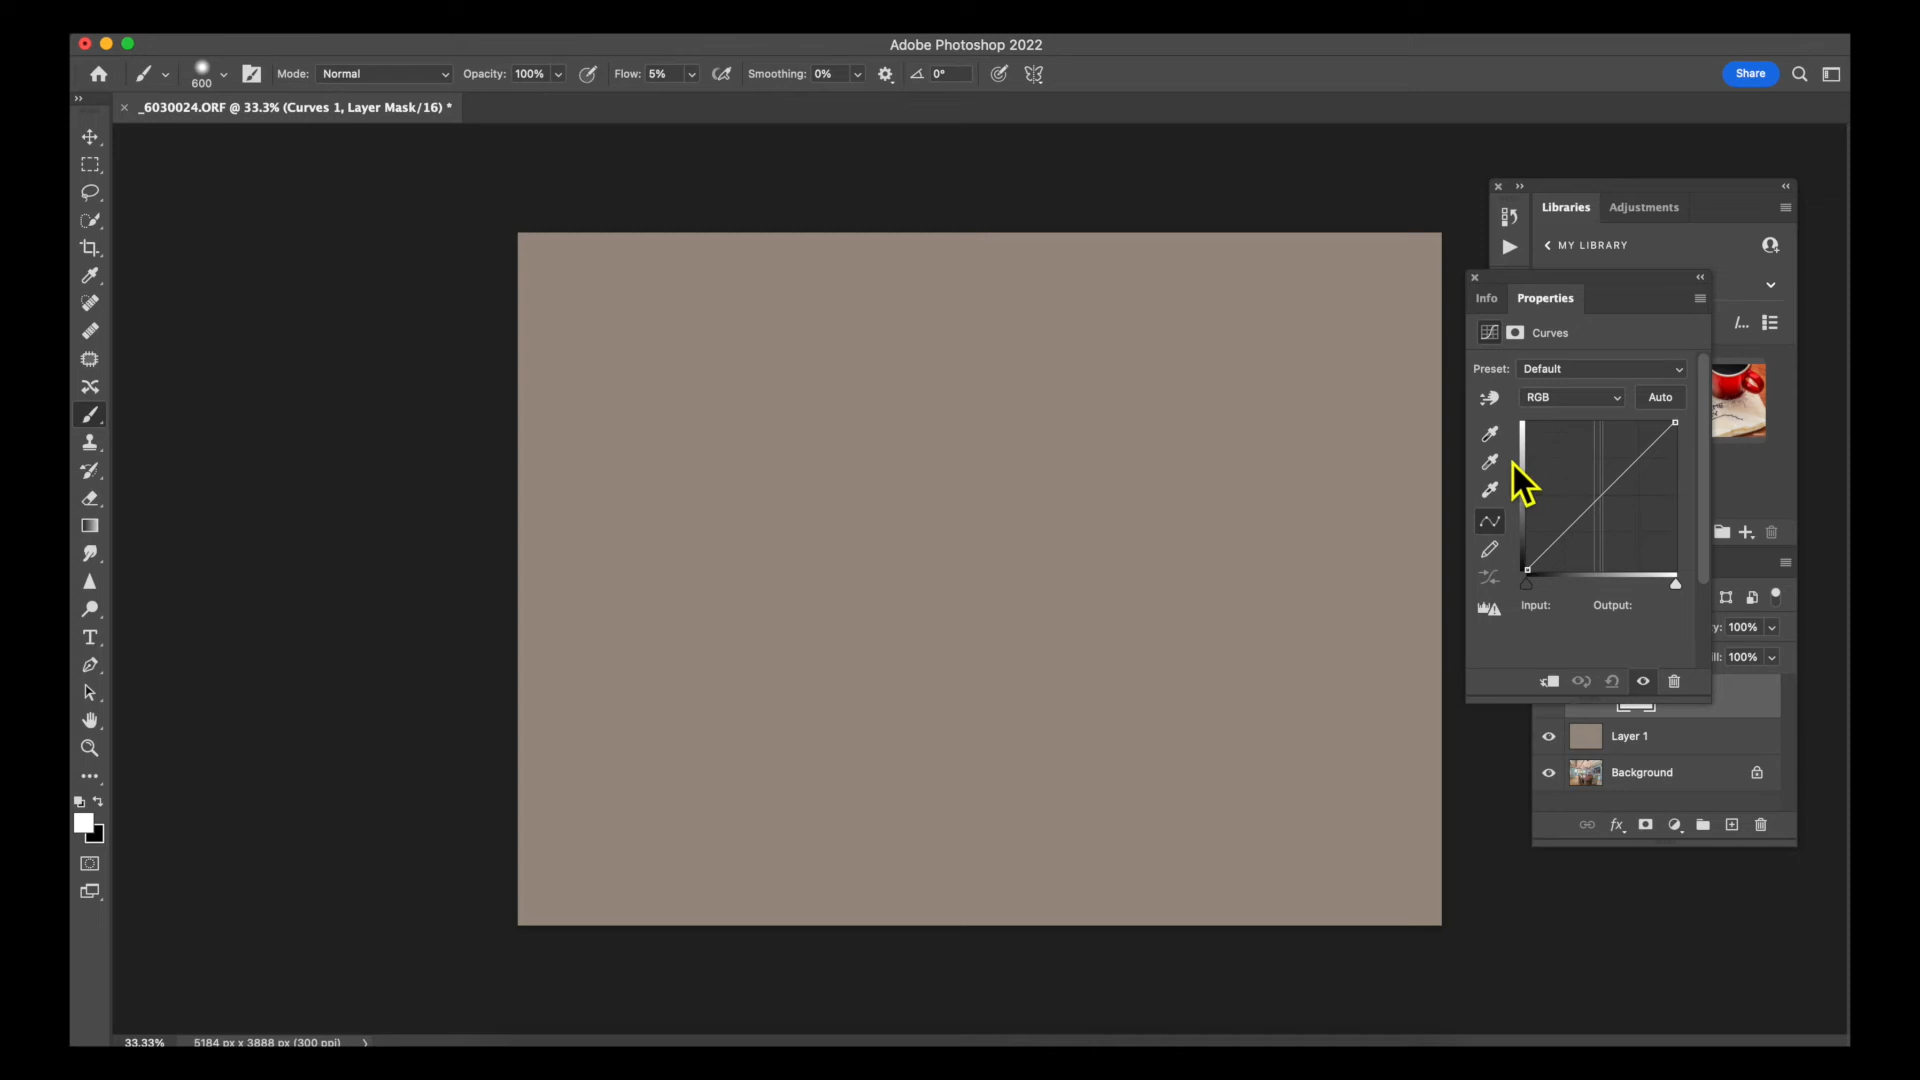 Adobe Photoshop 2022
600
Mode: Normal
Opacity: 100%
Flow: 5%
Smoothing: 0%
0°
Share
_6030024.ORF @ 33.3% (Curves 1, Layer Mask/16) *
Libraries Adjustments
MY LIBRARY
Info Properties
/...
Curves
Preset: Default
RGB Auto
Input: Output:
y: 100%
ill: 100%
Layer 1
Background
fx
33.33% 5184 px x 3888 px (300 ppi)